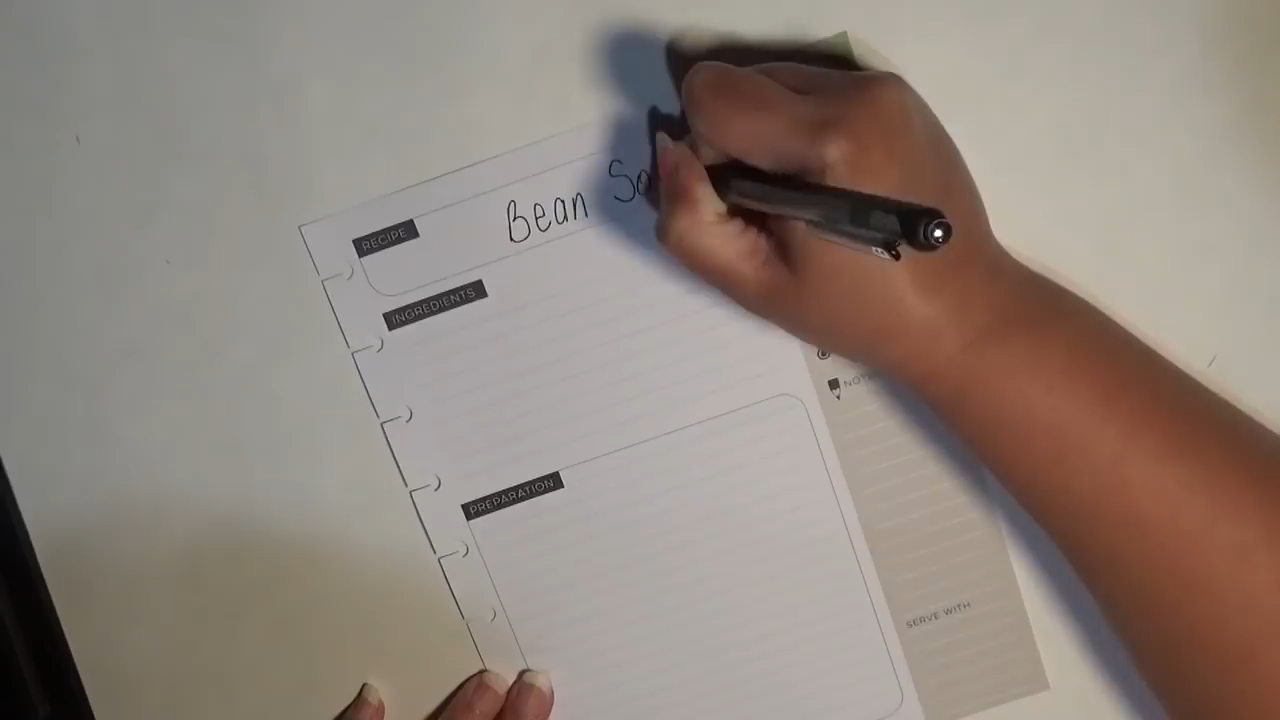 RECIPE
Bean So
INGREDIENTS
PREPARATION
SERVE WITH